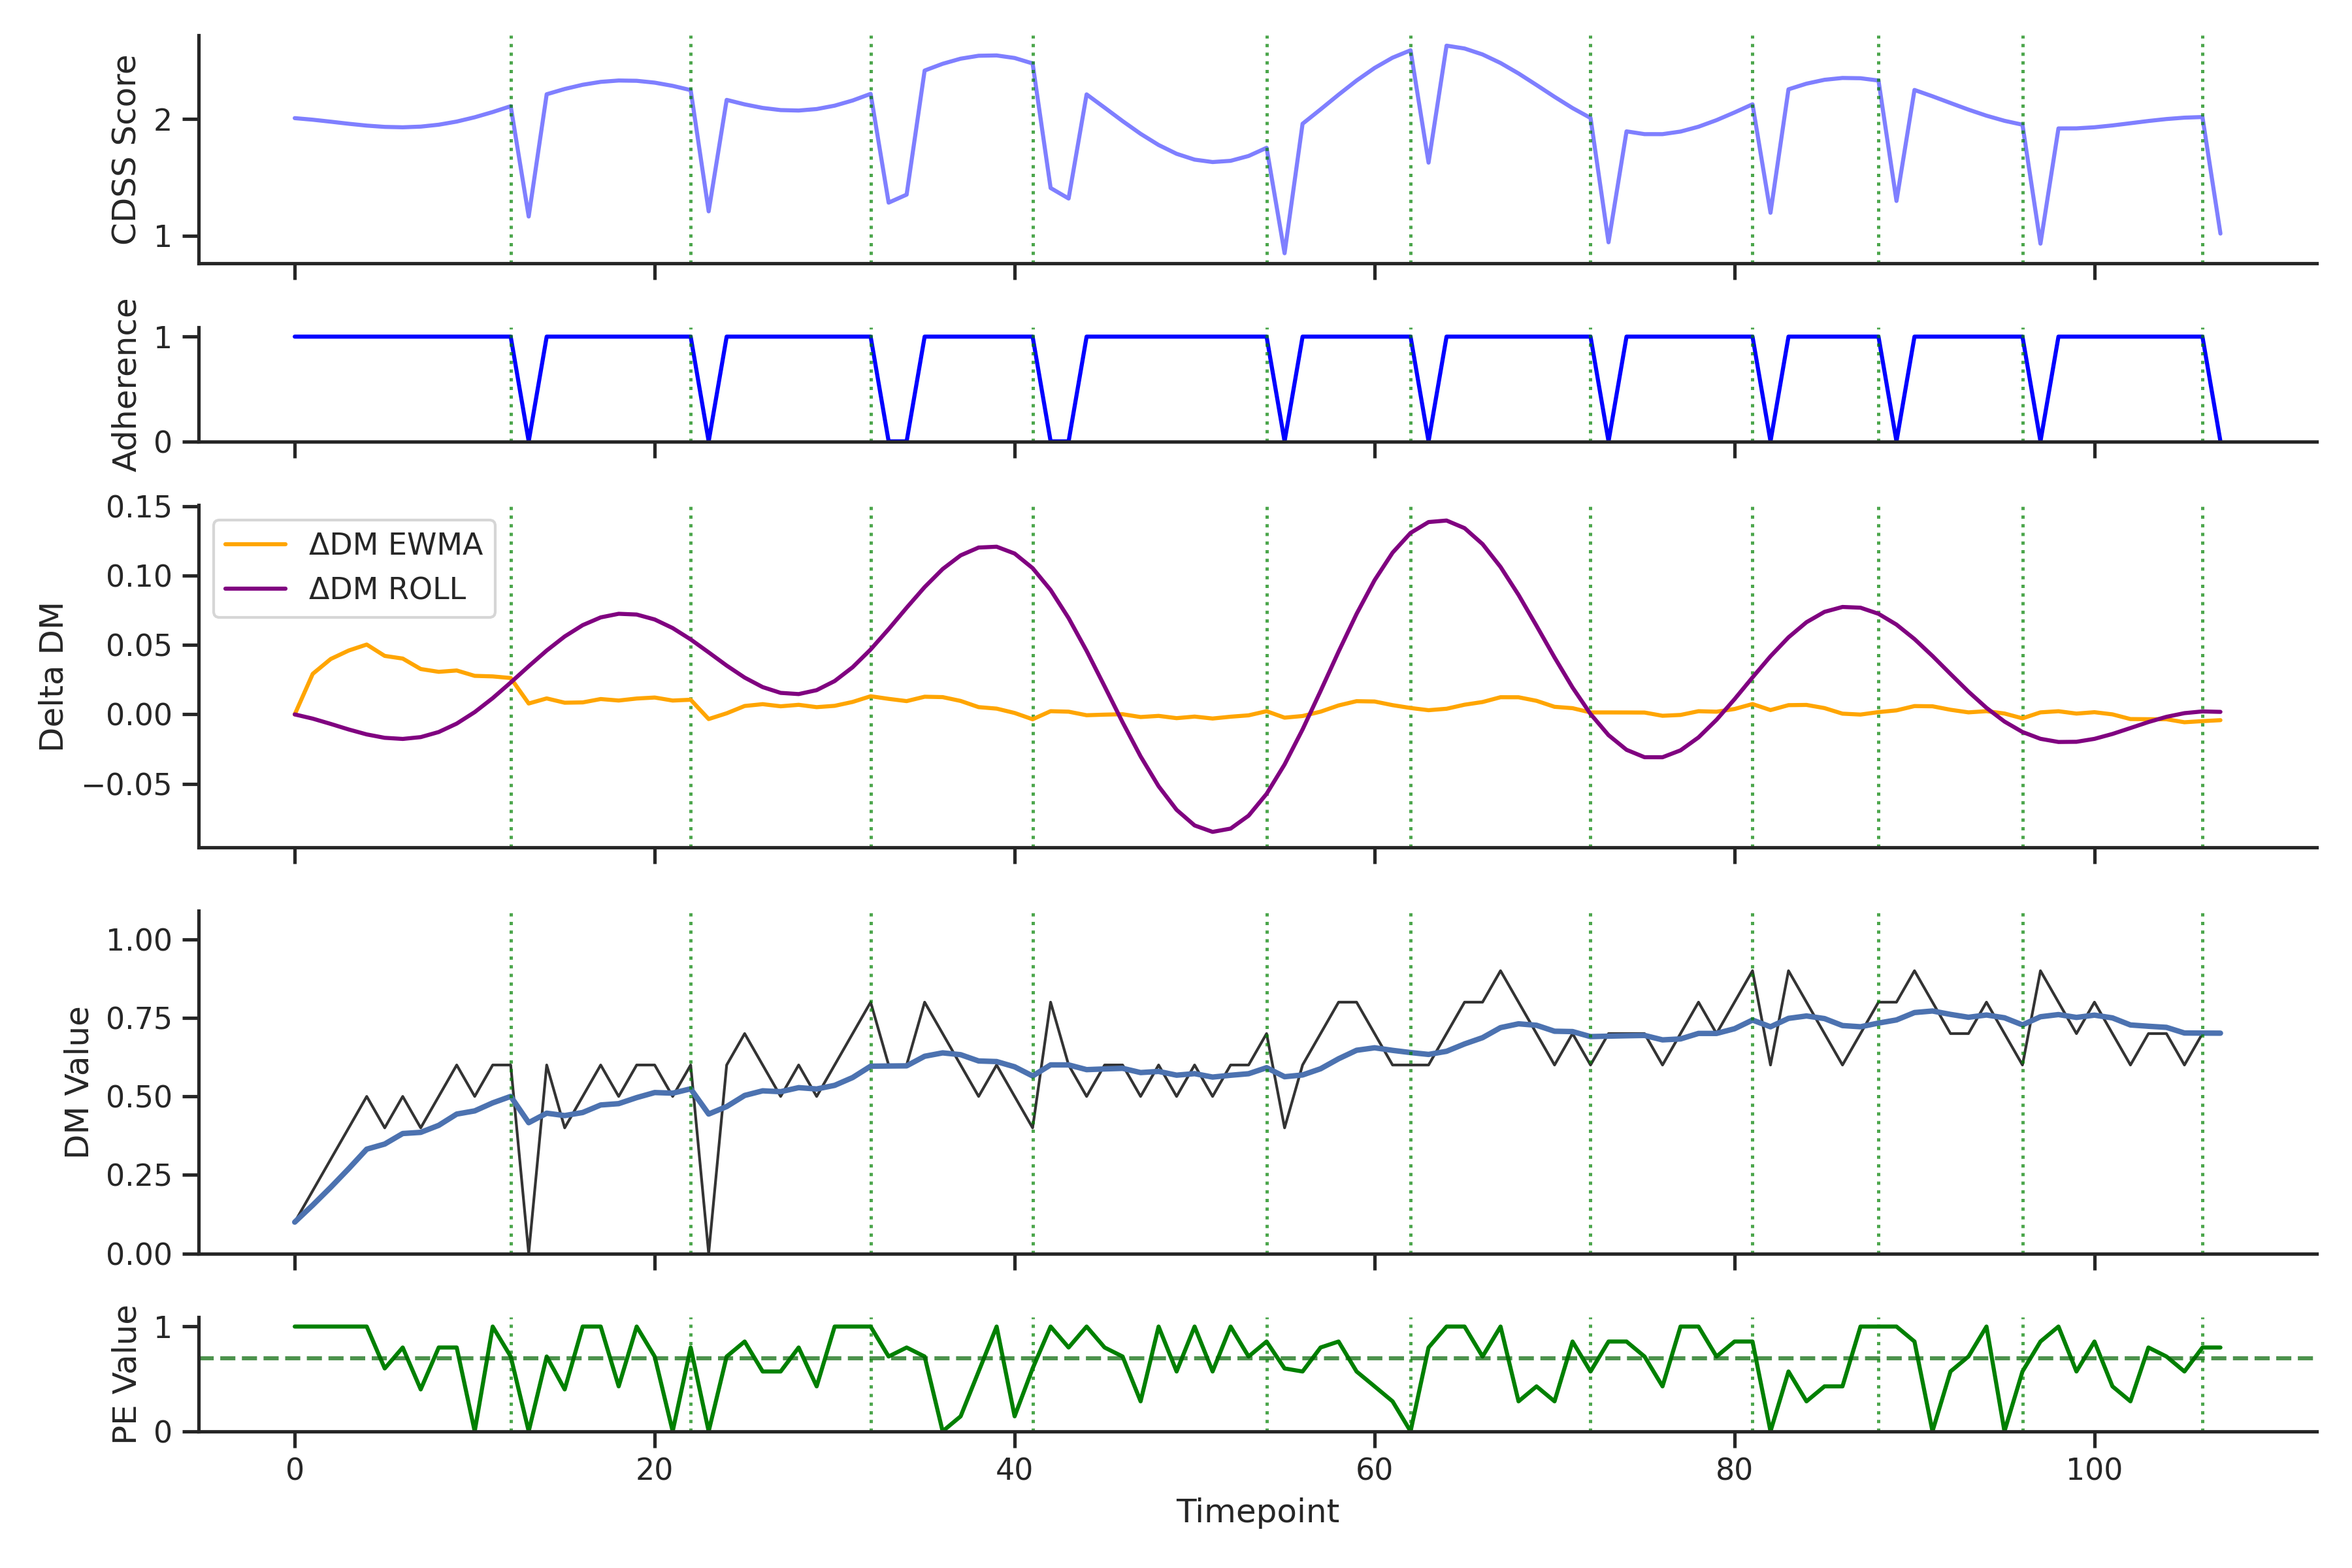 CDSS Score
2
1
Adherence
1
0
Delta DM
0.15
0.10
0.05
0.00
−0.05
ΔDM EWMA
ΔDM ROLL
DM Value
1.00
0.75
0.50
0.25
0.00
PE Value
1
0
0 20 40 60 80 100
Timepoint